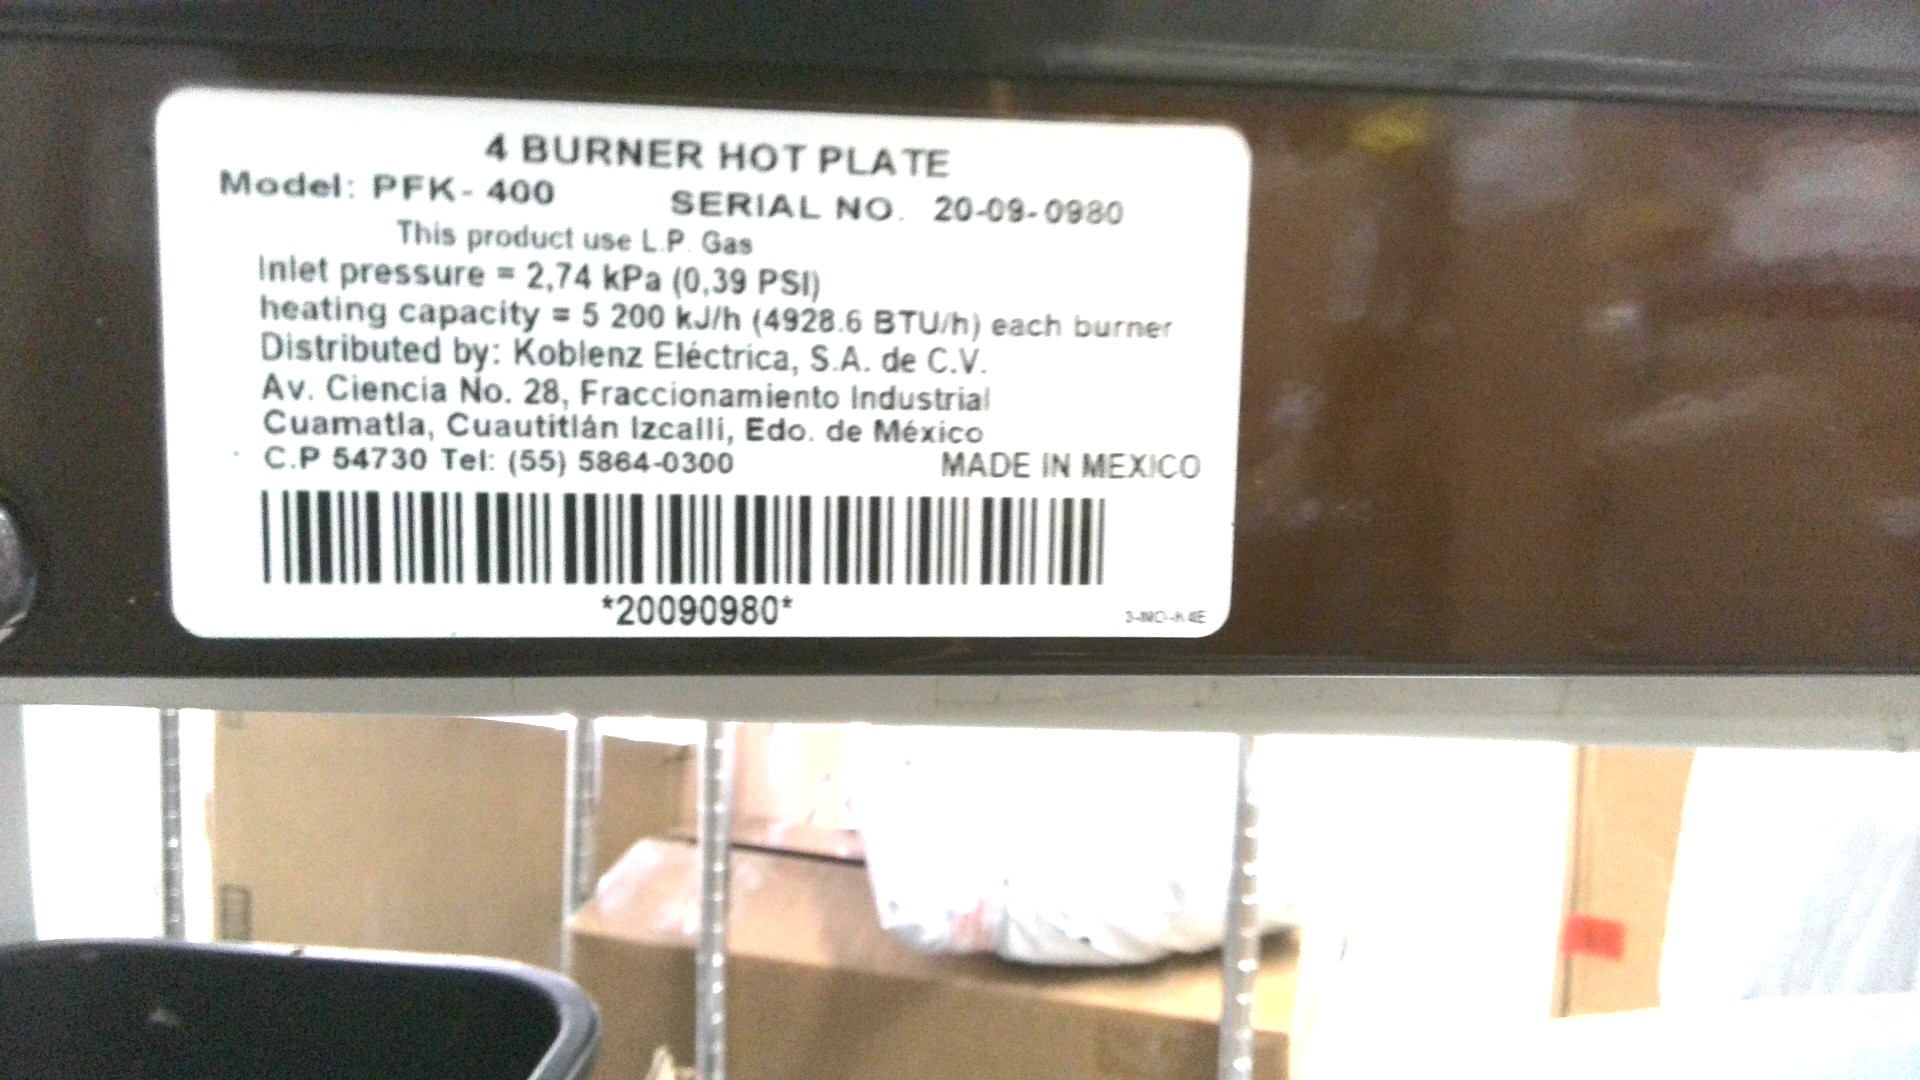 4 BURNER HOT PLATE
Model: PFK- 400 SERIAL NO. 20-09-0980
This product use L.P. Gas
Inlet pressure = 2,74 kPa (0,39 PSI)
heating capacity = 5 200 kJ/h (4928.6 BTU/h) each burner
Distributed by: Koblenz Eléctrica, S.A. de C.V.
Av. Ciencia No. 28, Fraccionamiento Industrial
Cuamatla, Cuautitlán Izcalli, Edo. de México
C.P 54730 Tel: (55) 5864-0300 MADE IN MEXICO
*20090980*